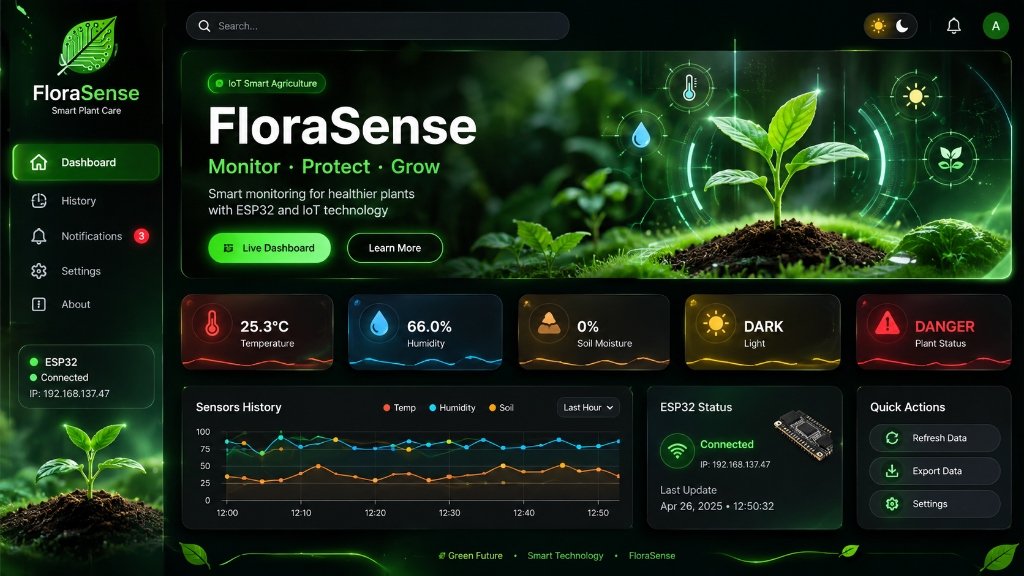 FloraSense
Smart Plant Care
Dashboard
History
Notifications 3
Settings
About
ESP32
Connected
IP: 192.168.137.47
Search...
A
IoT Smart Agriculture
FloraSense
Monitor · Protect · Grow
Smart monitoring for healthier plants
with ESP32 and IoT technology
Live Dashboard
Learn More
25.3°C
Temperature
66.0%
Humidity
0%
Soil Moisture
DARK
Light
DANGER
Plant Status
Sensors History
Temp
Humidity
Soil
Last Hour
100
75
50
25
0
12:00
12:10
12:20
12:30
12:40
12:50
ESP32 Status
Connected
IP: 192.168.137.47
Last Update
Apr 26, 2025 • 12:50:32
Quick Actions
Refresh Data
Export Data
Settings
Green Future • Smart Technology • FloraSense